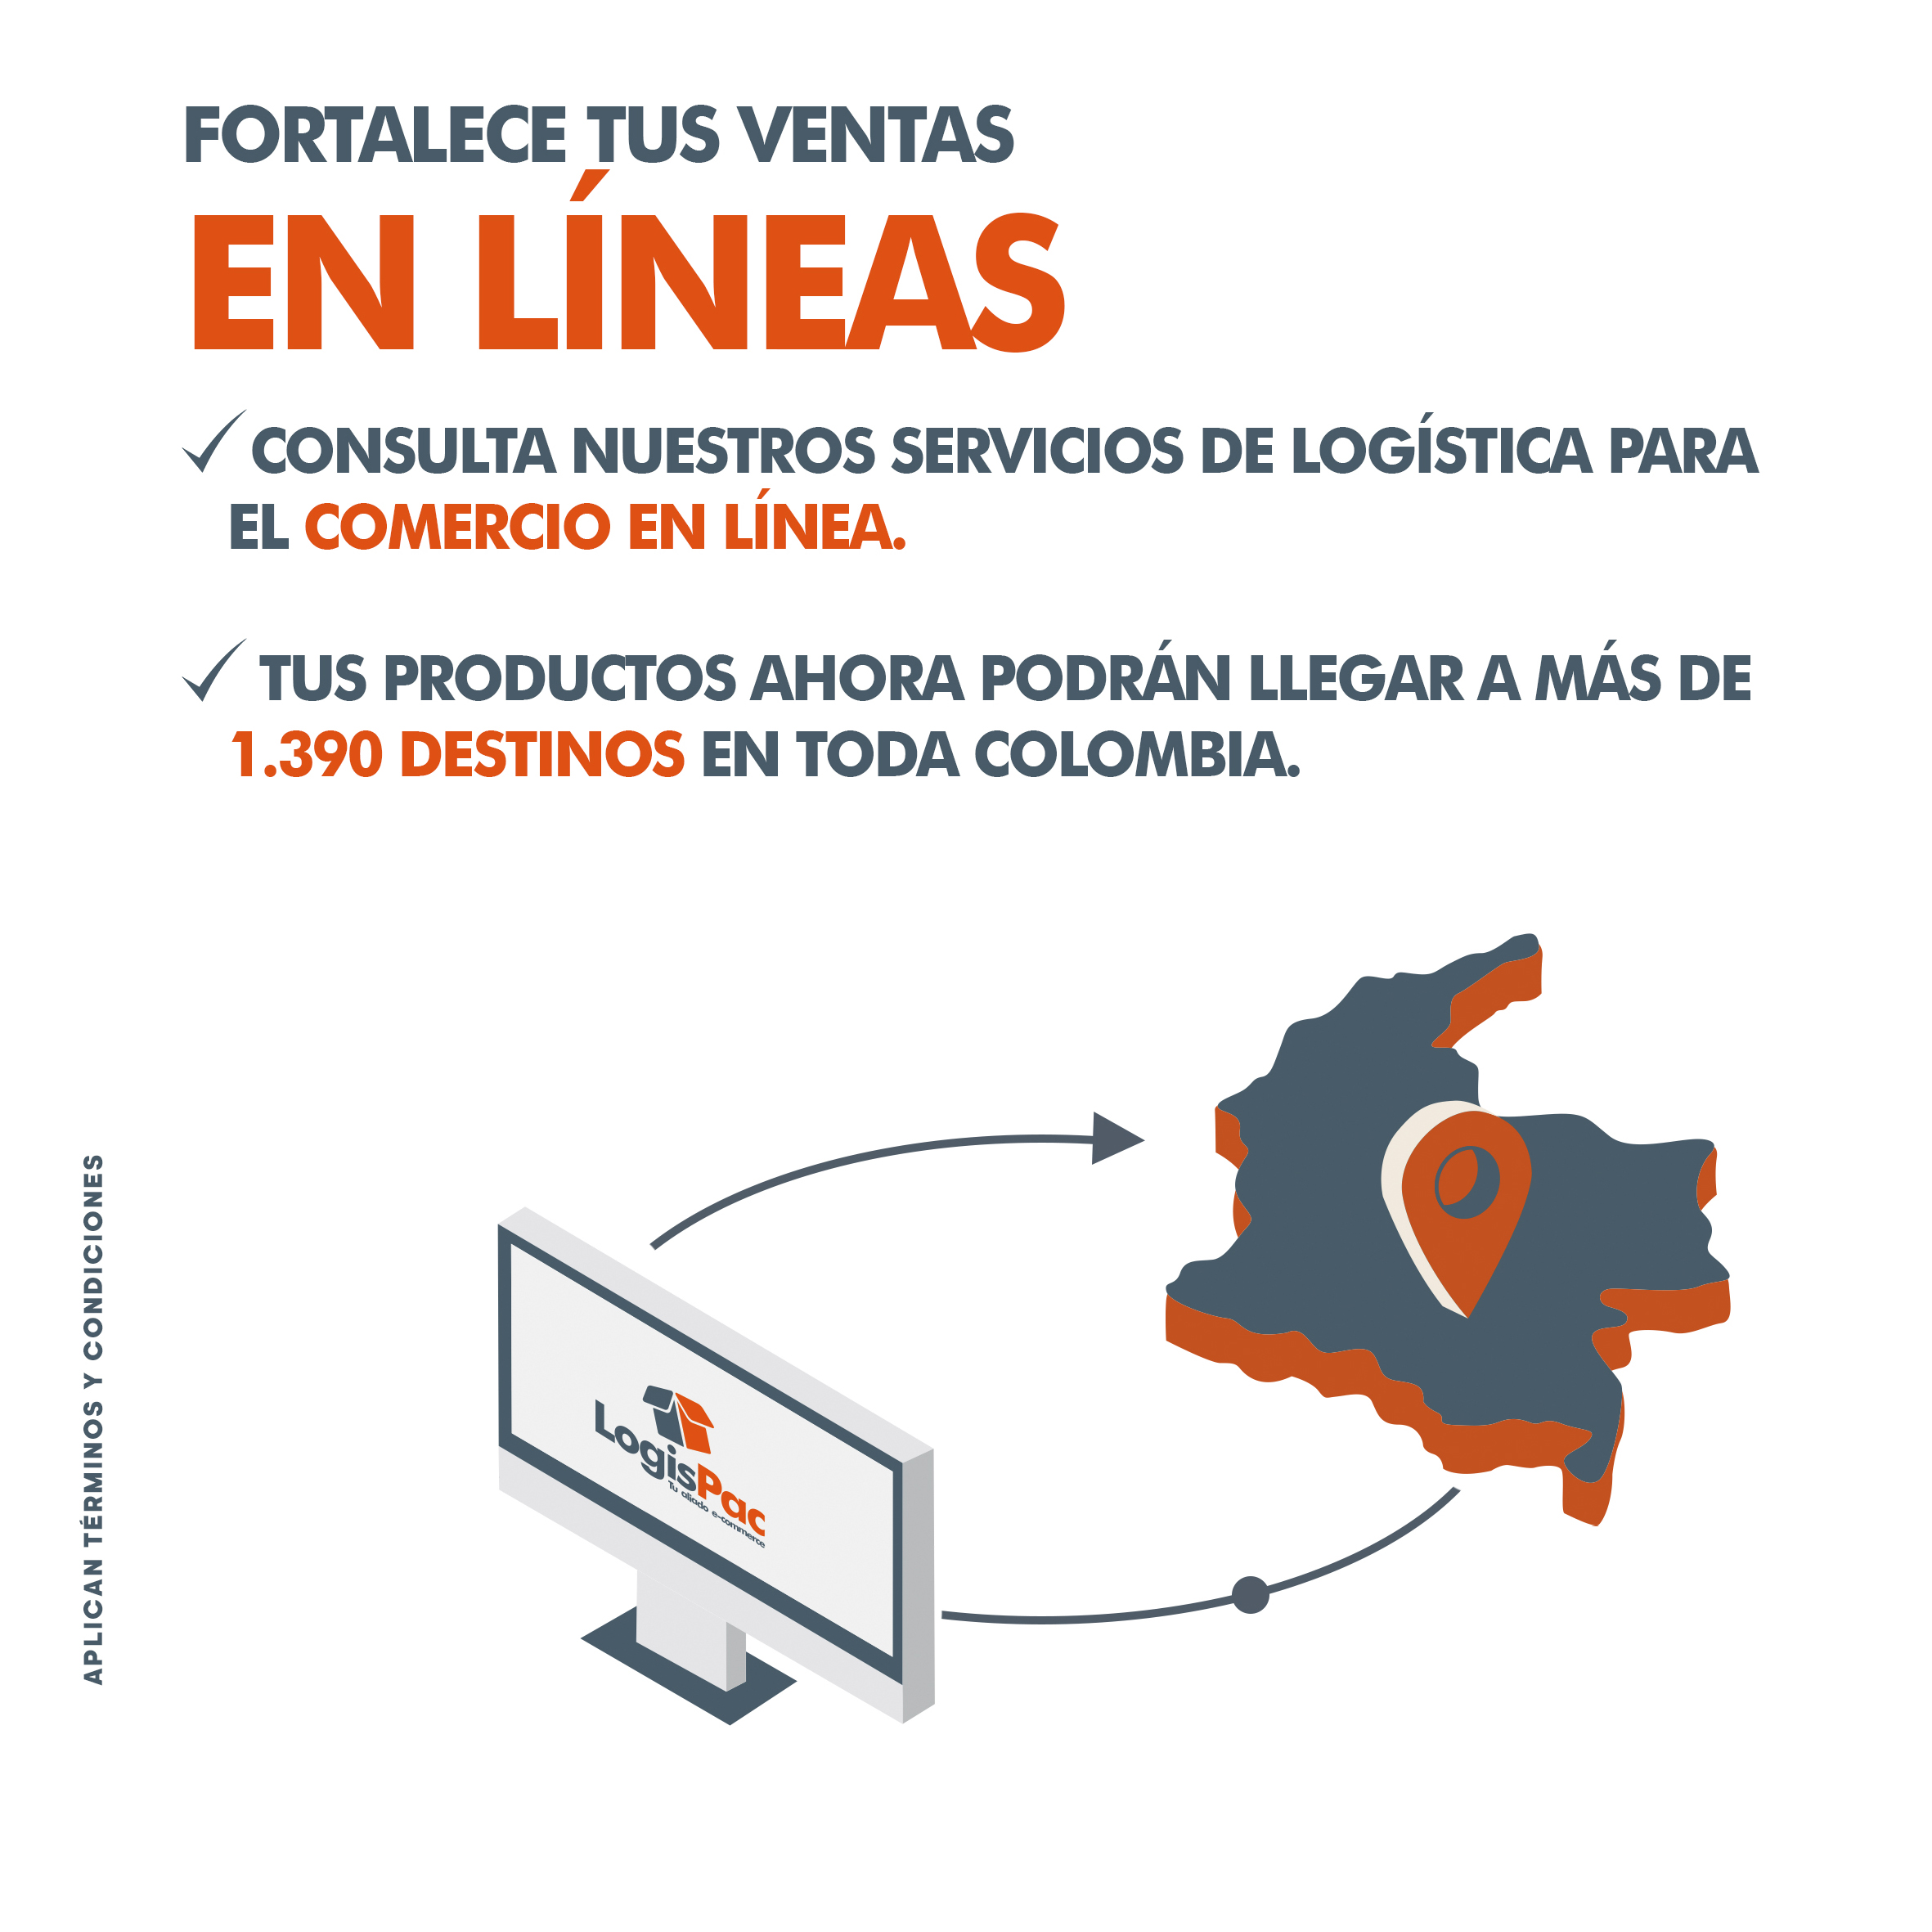 FORTALECE TUS VENTAS
EN LÍNEAS
CONSULTA NUESTROS SERVICIOS DE LOGÍSTICA PARA
EL COMERCIO EN LÍNEA.
TUS PRODUCTOS AHORA PODRÁN LLEGAR A MÁS DE
1.390 DESTINOS EN TODA COLOMBIA.
APLICAN TÉRMINOS Y CONDICIONES
LogisPac
Tu aliado e-commerce